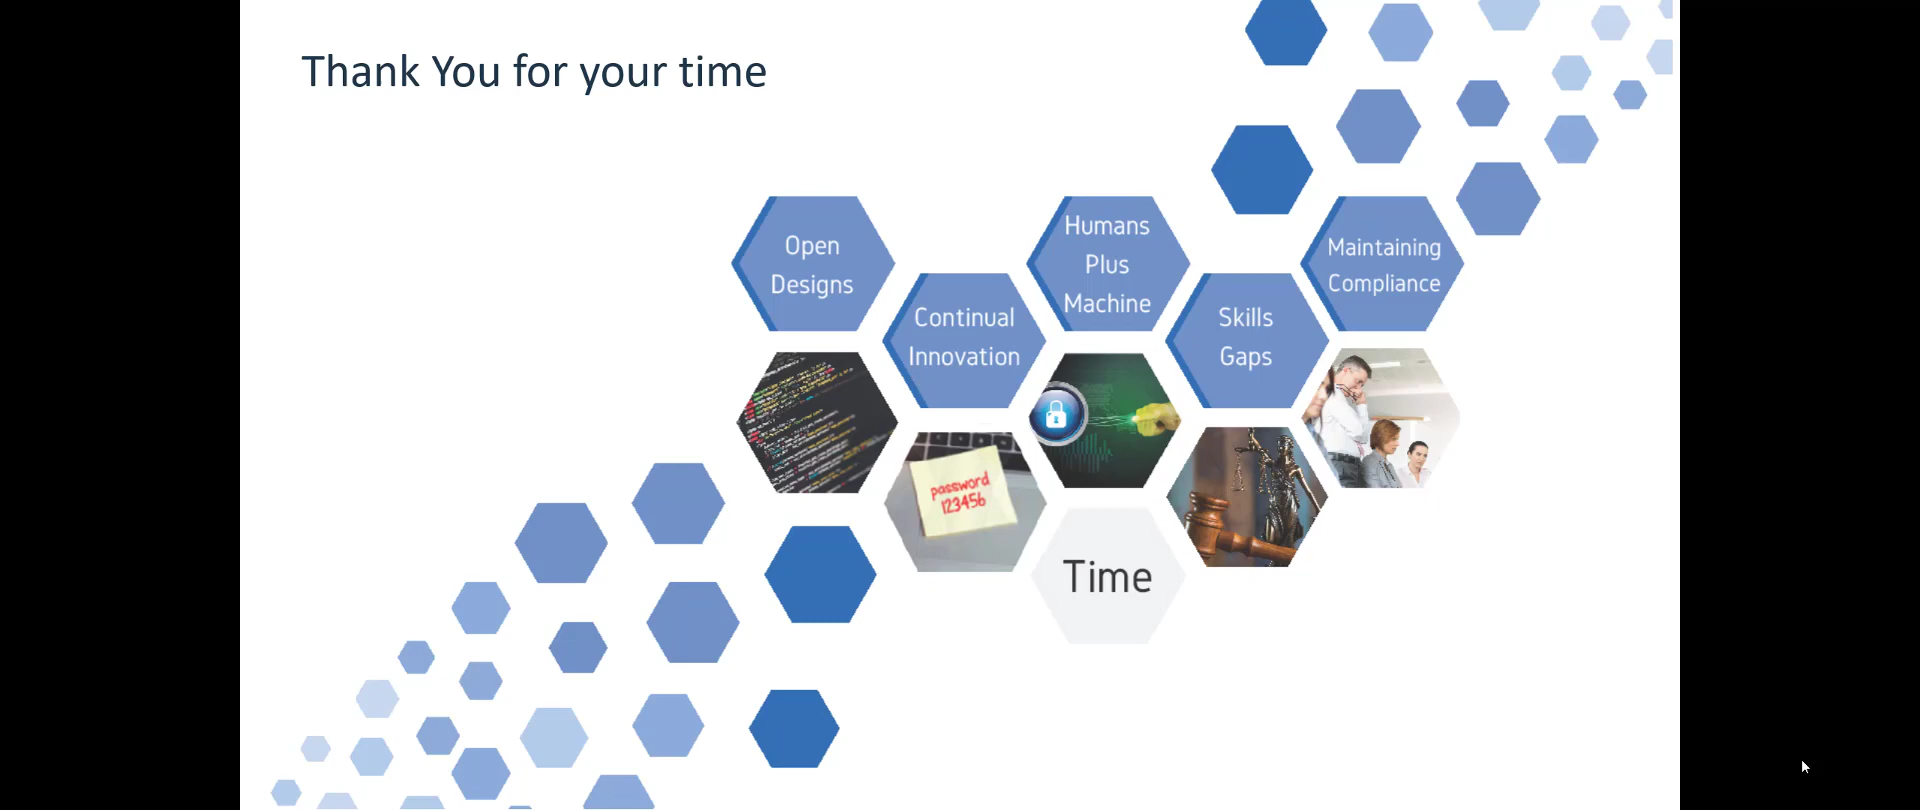 Thank You for your time
Open
Designs
Continual
Innovation
Humans
Plus
Machine
Skills
Gaps
Maintaining
Compliance
password
123456
Time